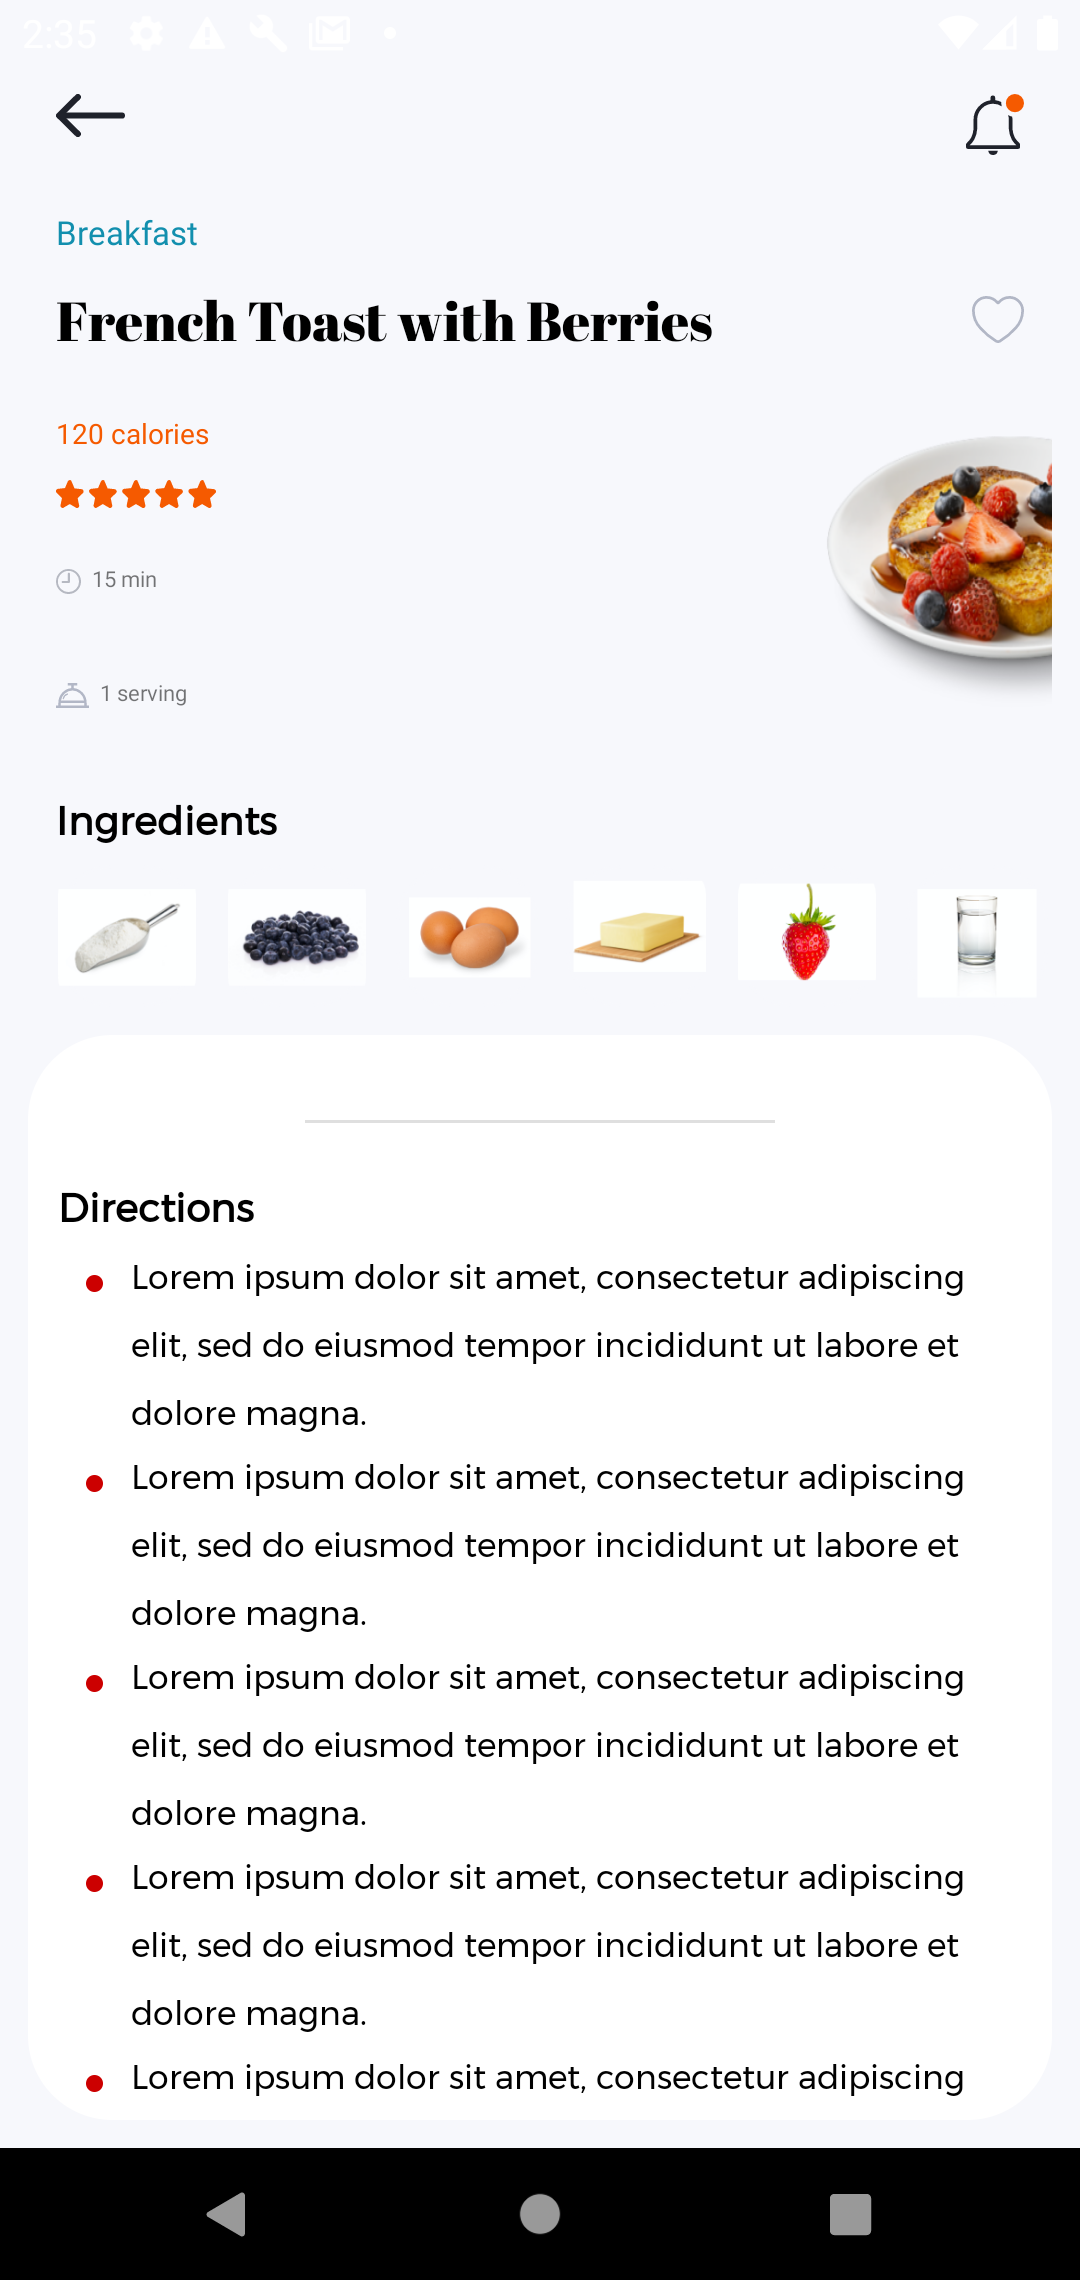 2:35
Breakfast
French Toast with Berries
120 calories
15 min
1 serving
Ingredients
Directions
Lorem ipsum dolor sit amet, consectetur adipiscing
elit, sed do eiusmod tempor incididunt ut labore et
dolore magna.
Lorem ipsum dolor sit amet, consectetur adipiscing
elit, sed do eiusmod tempor incididunt ut labore et
dolore magna.
Lorem ipsum dolor sit amet, consectetur adipiscing
elit, sed do eiusmod tempor incididunt ut labore et
dolore magna.
Lorem ipsum dolor sit amet, consectetur adipiscing
elit, sed do eiusmod tempor incididunt ut labore et
dolore magna.
Lorem ipsum dolor sit amet, consectetur adipiscing